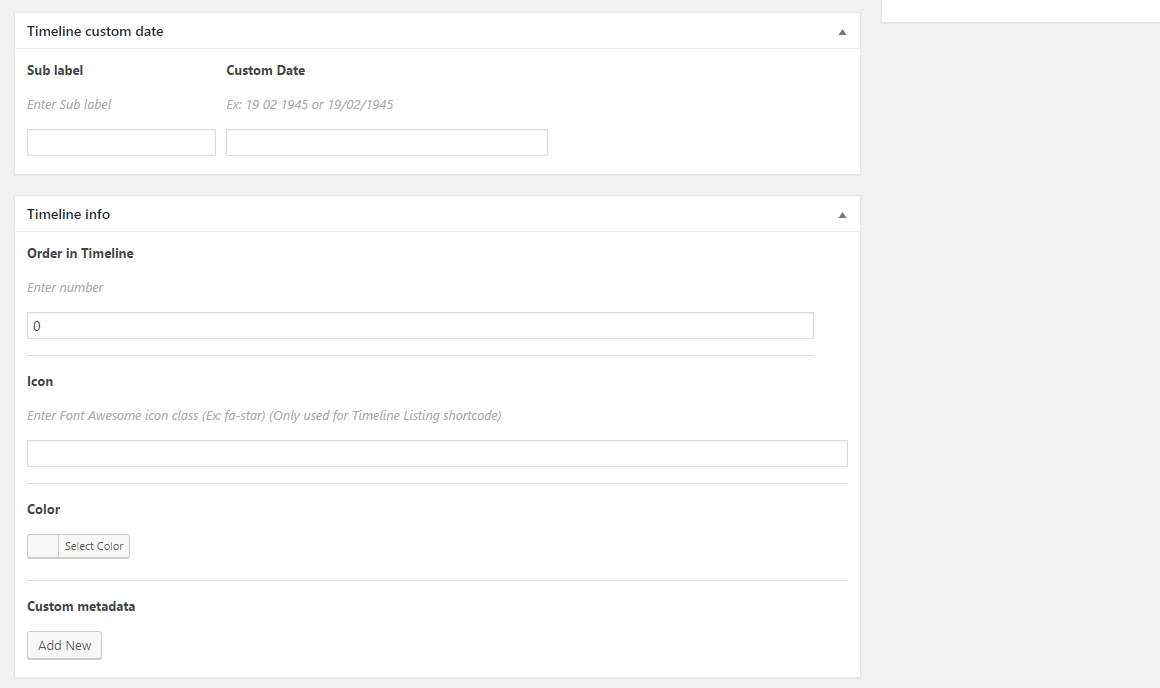 Timeline custom date
Sub label Custom Date
Enter Sub label Ex: 19 02 1945 or 19/02/1945
Timeline info
Order in Timeline
Enter number
0
Icon
Enter Font Awesome icon class (Ex: fa-star) (Only used for Timeline Listing shortcode)
Color
Select Color
Custom metadata
Add New